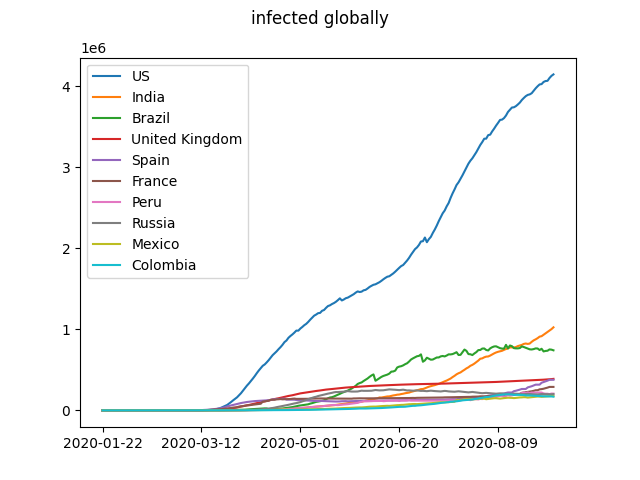 infected globally
1e6
US
India
Brazil
United Kingdom
Spain
France
Peru
Russia
Mexico
Colombia
4
3
2
1
0
2020-01-22 2020-03-12 2020-05-01 2020-06-20 2020-08-09